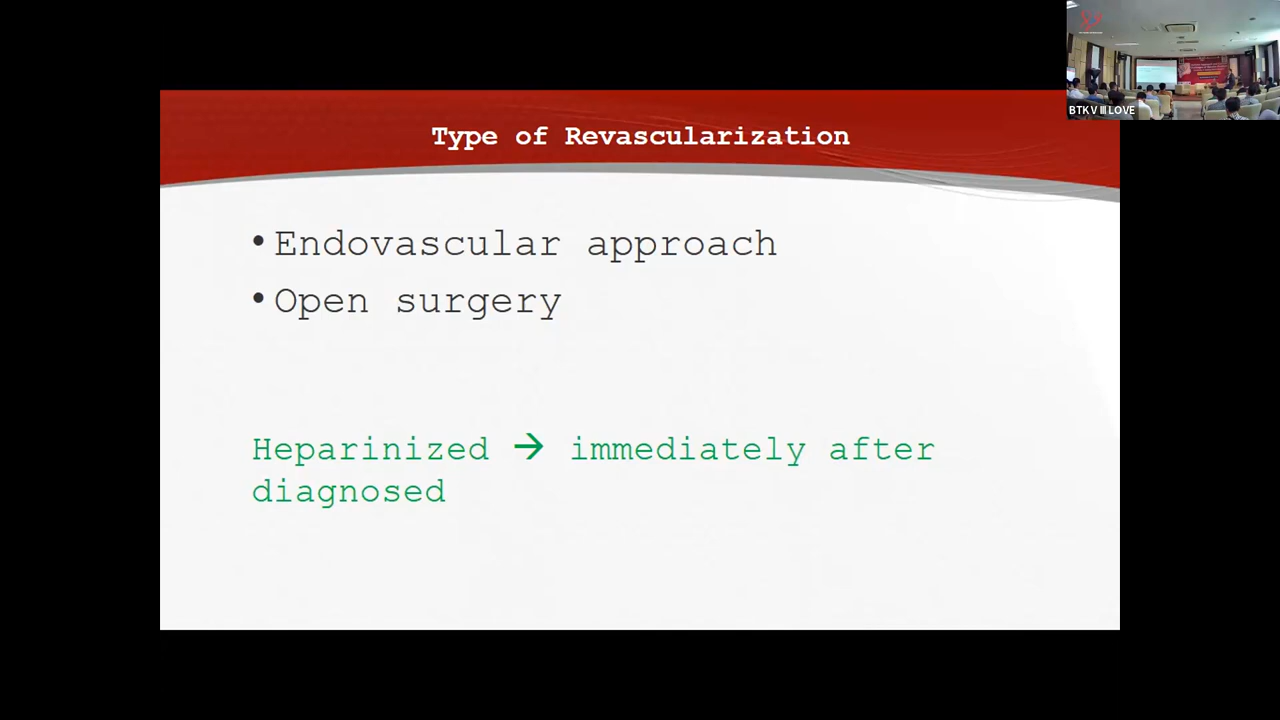 BTKV III LOVE
Type of Revascularization
• Endovascular approach
• Open surgery
Heparinized → immediately after
diagnosed